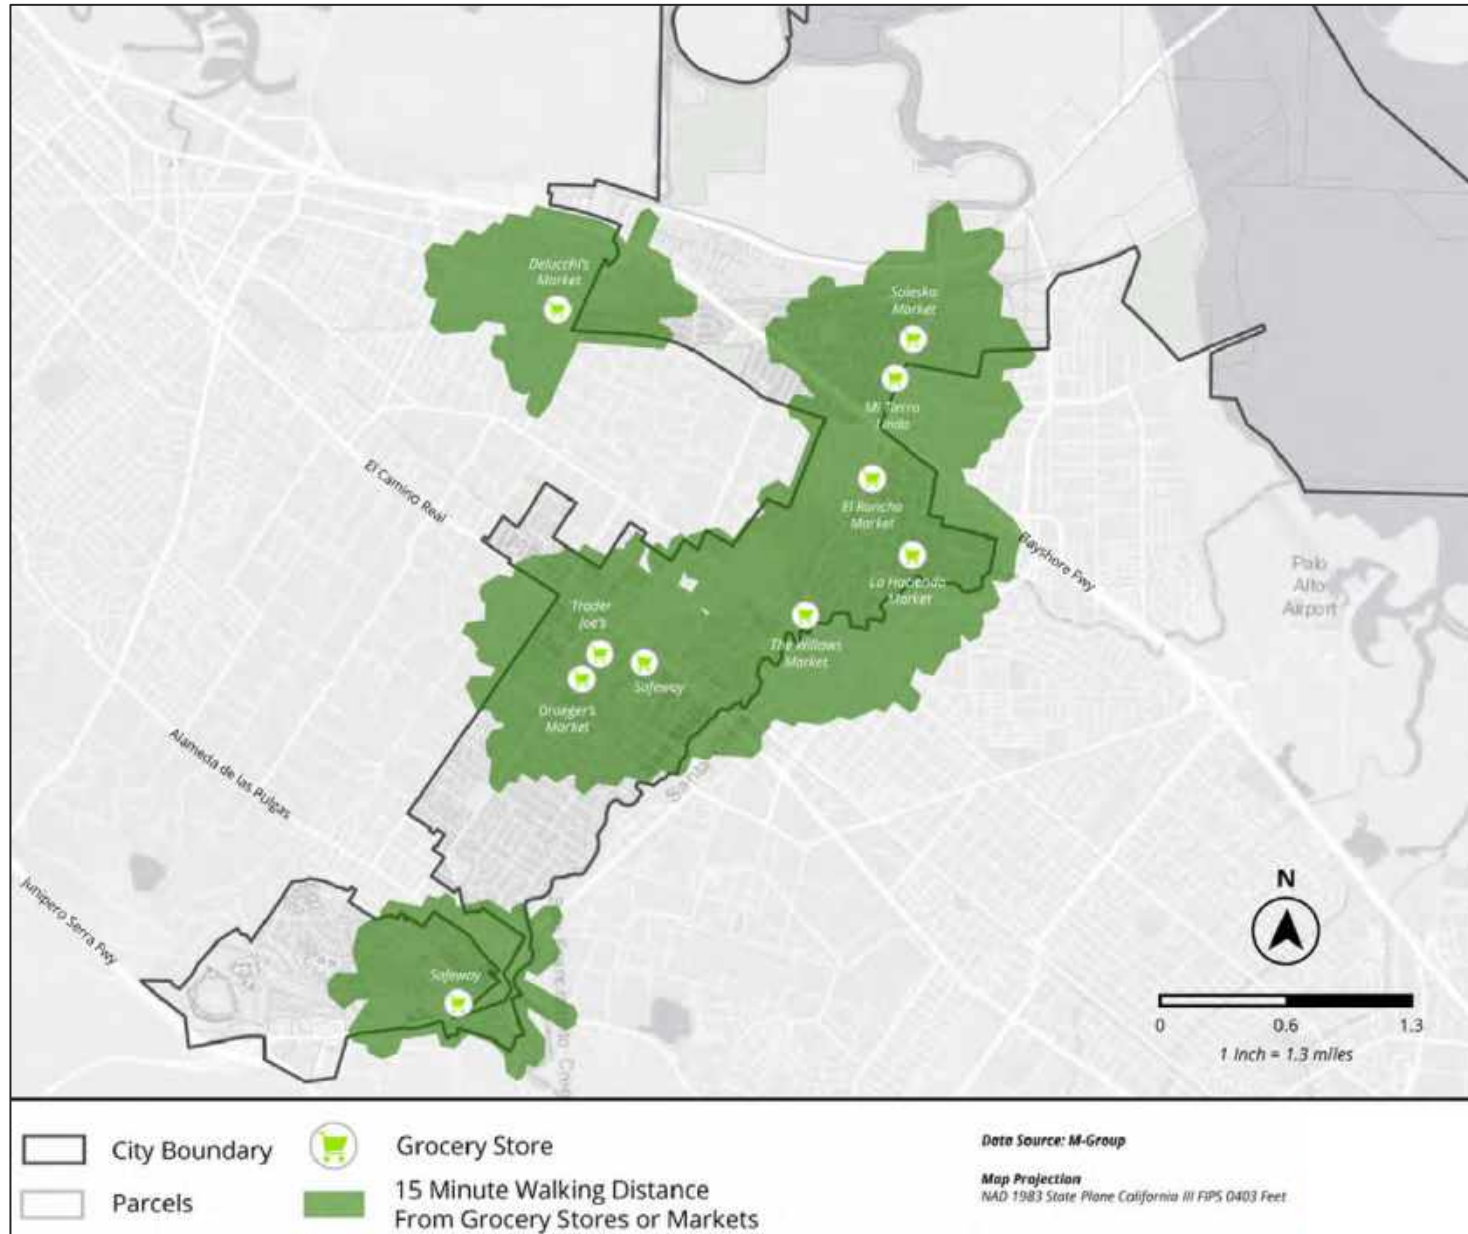 Delucchi's
Market
Soleska
Market
Mi Tierra
Linda
El Camino Real
El Rancho
Market
Bayshore Fwy
La Hacienda
Market
Palo
Alto
Airport
Trader
Joe's
The Willows
Market
Safeway
Draeger's
Market
Alameda de las Pulgas
Santa
Junipero Serra Fwy
Safeway
N
0 0.6 1.3
1 Inch = 1.3 miles
City Boundary
Grocery Store
Data Source: M-Group
Parcels
15 Minute Walking Distance
From Grocery Stores or Markets
Map Projection
NAD 1983 State Plane California III FIPS 0403 Feet